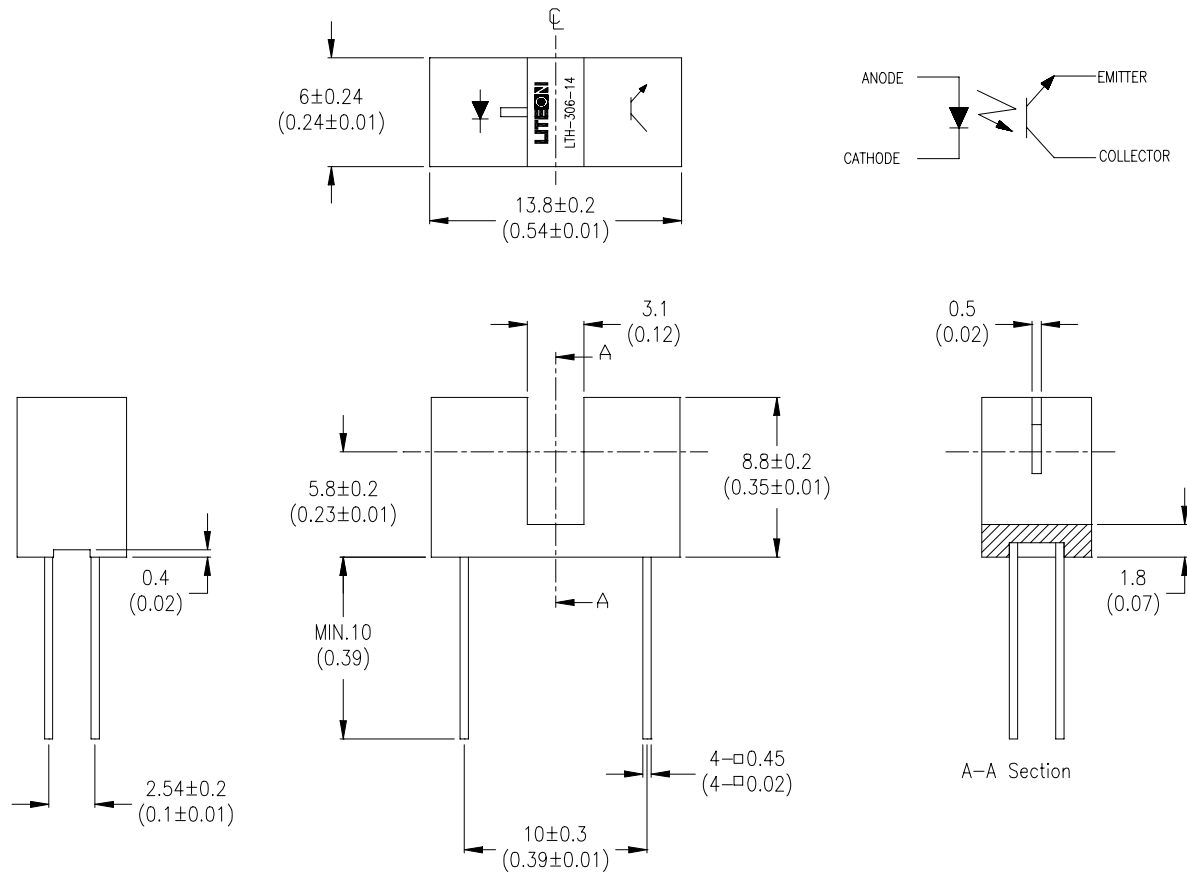 ℄
6±0.24
(0.24±0.01)
LITEON
LTH-306-14
13.8±0.2
(0.54±0.01)
ANODE
CATHODE
EMITTER
COLLECTOR
3.1
(0.12)
A
5.8±0.2
(0.23±0.01)
8.8±0.2
(0.35±0.01)
0.5
(0.02)
0.4
(0.02)
A
MIN.10
(0.39)
1.8
(0.07)
2.54±0.2
(0.1±0.01)
4-□0.45
(4-□0.02)
10±0.3
(0.39±0.01)
A-A Section